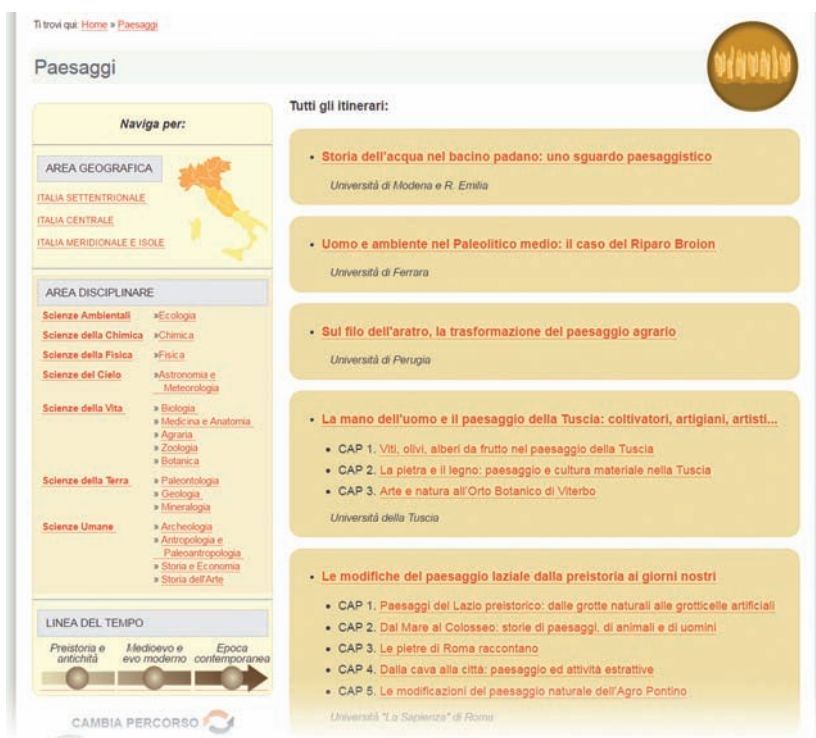 Ti trovi qui: Home » Paesaggi
Paesaggi
Naviga per:
AREA GEOGRAFICA
ITALIA SETTENTRIONALE
ITALIA CENTRALE
ITALIA MERIDIONALE E ISOLE
AREA DISCIPLINARE
Scienze Ambientali »Ecologia
Scienze della Chimica »Chimica
Scienze della Fisica »Fisica
Scienze del Cielo »Astronomia e
Meteorologia
Scienze della Vita » Biologia
» Medicina e Anatomia
» Agraria
» Zoologia
» Botanica
Scienze della Terra » Paleontologia
» Geologia
» Mineralogia
Scienze Umane » Archeologia
» Antropologia e
Paleoantropologia
» Storia e Economia
» Storia dell'Arte
LINEA DEL TEMPO
Preistoria e Medioevo e Epoca
antichità evo moderno contemporanea
CAMBIA PERCORSO
Tutti gli itinerari:
• Storia dell'acqua nel bacino padano: uno sguardo paesaggistico
Università di Modena e R. Emilia
• Uomo e ambiente nel Paleolitico medio: il caso del Riparo Broion
Università di Ferrara
• Sul filo dell'aratro, la trasformazione del paesaggio agrario
Università di Perugia
• La mano dell'uomo e il paesaggio della Tuscia: coltivatori, artigiani, artisti...
• CAP 1. Viti, olivi, alberi da frutto nel paesaggio della Tuscia
• CAP 2. La pietra e il legno: paesaggio e cultura materiale nella Tuscia
• CAP 3. Arte e natura all'Orto Botanico di Viterbo
Università della Tuscia
• Le modifiche del paesaggio laziale dalla preistoria ai giorni nostri
• CAP 1. Paesaggi del Lazio preistorico: dalle grotte naturali alle grotticelle artificiali
• CAP 2. Dal Mare al Colosseo: storie di paesaggi, di animali e di uomini
• CAP 3. Le pietre di Roma raccontano
• CAP 4. Dalla cava alla città: paesaggio ed attività estrattive
• CAP 5. Le modificazioni del paesaggio naturale dell'Agro Pontino
Università "La Sapienza" di Roma